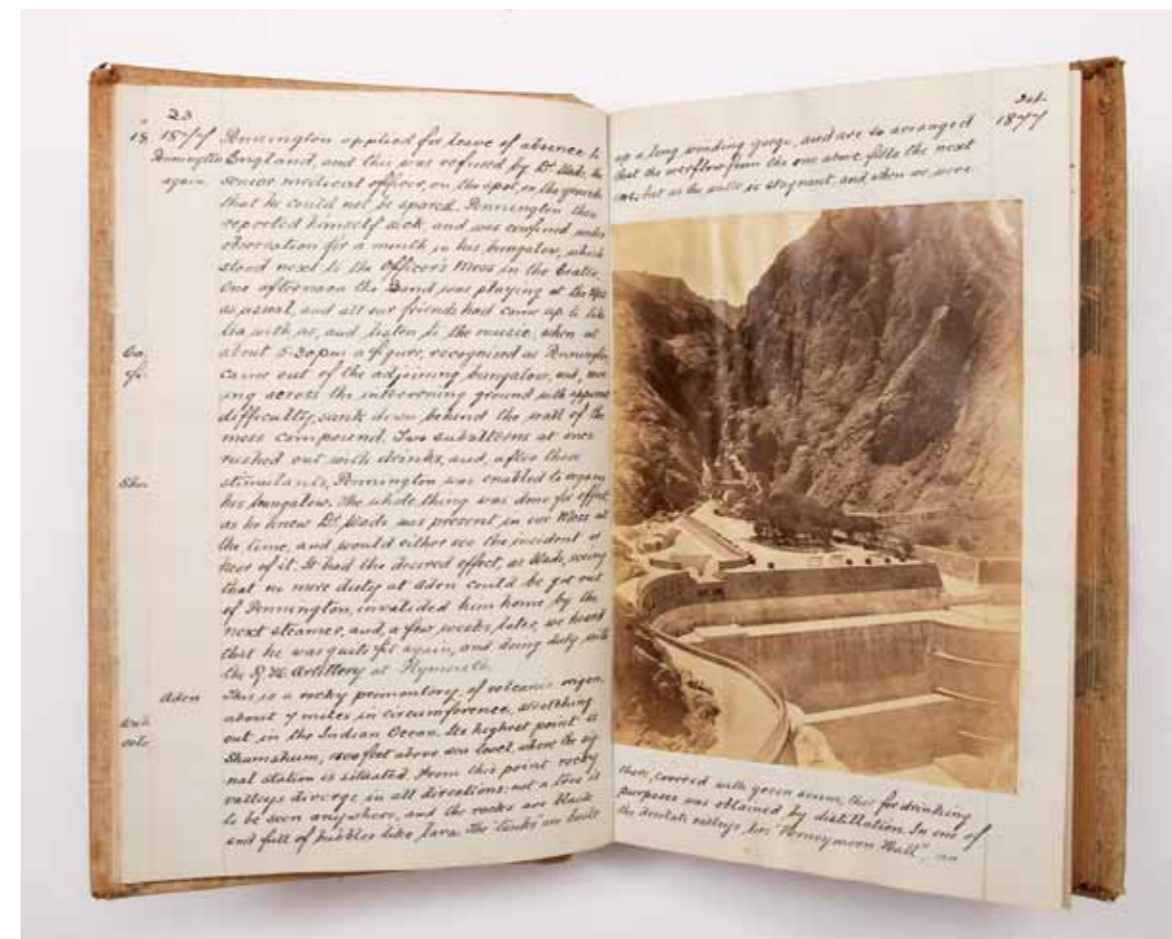 23
1877 Pennington applied for leave of absence to
Pennington England, and this was refused by Dr Wade, the
again senior medical officer, on the spot, on the grounds
that he could not be spared. Pennington then
reported himself sick, and was confined under
observation for a month in his bungalow, which
stood next to the Officer's Mess in the Crater.
One afternoon the Band was playing at the Mess
as usual, and all our friends had come up to take
tea with us, and listen to the music, when at
about 5.30 pm a figure, recognised as Pennington
came out of the adjoining bungalow, and, mov
ing across the intervening ground with apparent
difficulty, sank down behind the wall of the
mess compound. Two subalterns at once
rushed out with drinks, and, after these
stimulants, Pennington was enabled to regain
his bungalow. The whole thing was done for effect
as he knew Dr Wade was present in our Mess at
the time, and would either see the incident or
hear of it. It had the desired effect, as Wade, seeing
that no more duty at Aden could be got out
of Pennington, invalided him home by the
next steamer, and, a few weeks later, we heard
that he was quite fit again, and doing duty with
the R. H. Artillery at Plymouth.
Aden This is a rocky promontory, of volcanic origin
about 7 miles in circumference, stretching
out in the Indian Ocean. Its highest point is
Shumshum, feet above sea level, where the sig
nal station is situated. From this point rocky
valleys diverge in all directions: not a tree is
to be seen anywhere, and the rocks are black
and full of bubbles like lava. The "tanks" are built
1877
up a long winding gorge, and are so arranged
that the overflow from the one above fills the next
one, but as the water is stagnant, and when we were
there, covered with green scum, that for drinking
purposes was obtained by distillation. In one of
the desolate valleys lies "Honeymoon Hall", an